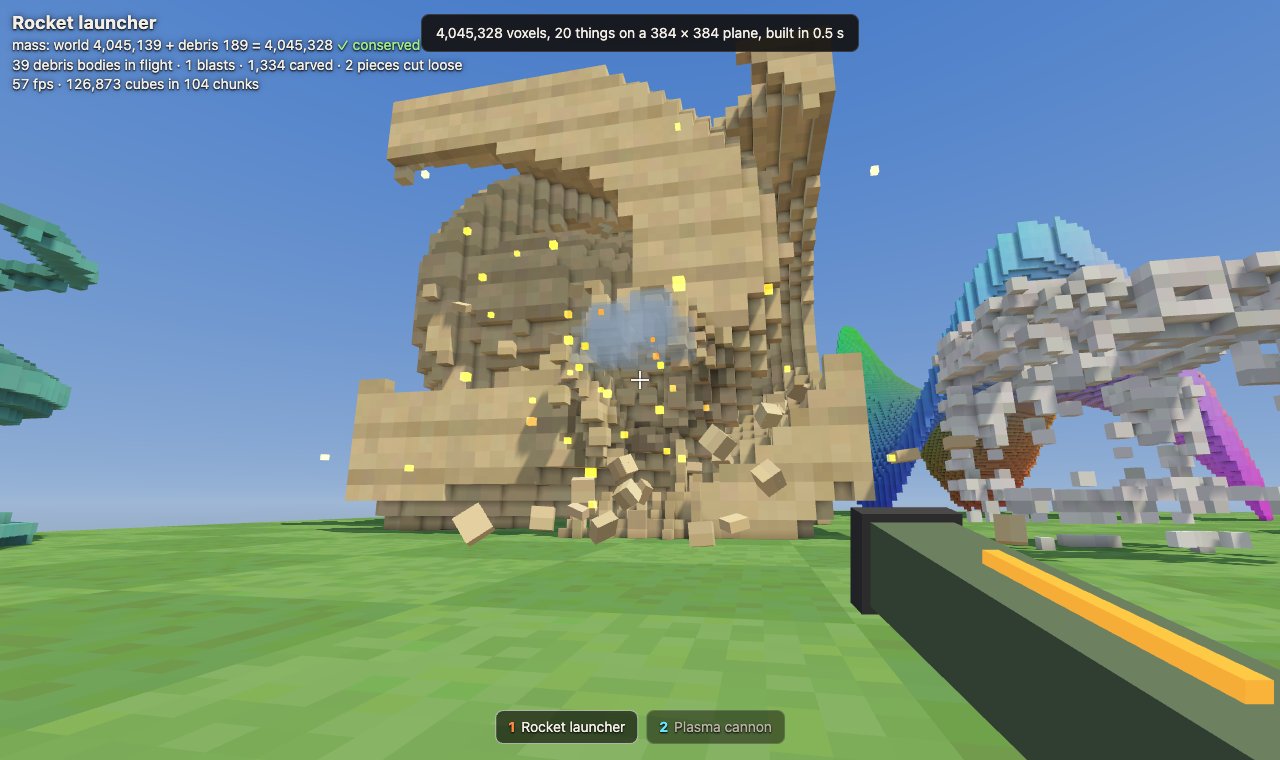 Rocket launcher
4,045,328 voxels, 20 things on a 384 × 384 plane, built in 0.5 s
mass: world 4,045,139 + debris 189 = 4,045,328 ✓ conserved
39 debris bodies in flight · 1 blasts · 1,334 carved · 2 pieces cut loose
57 fps · 126,873 cubes in 104 chunks
1 Rocket launcher
2 Plasma cannon